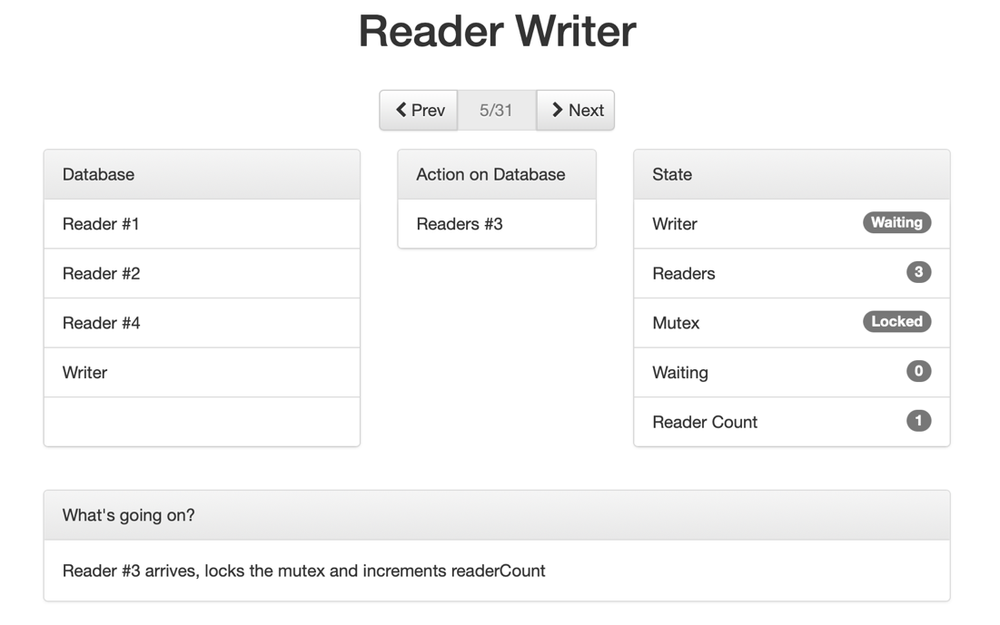 Reader Writer
Prev 5/31 Next
Database
Reader #1
Reader #2
Reader #4
Writer
Action on Database
Readers #3
State
Writer Waiting
Readers 3
Mutex Locked
Waiting 0
Reader Count 1
What's going on?
Reader #3 arrives, locks the mutex and increments readerCount